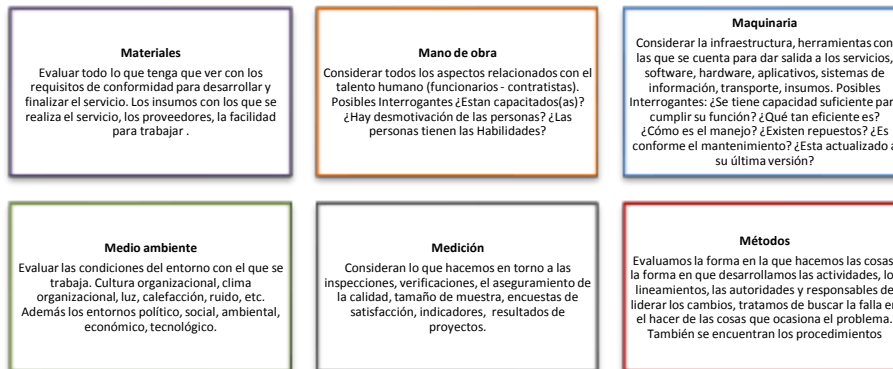 Materiales
Evaluar todo lo que tenga que ver con los
requisitos de conformidad para desarrollar y
finalizar el servicio. Los insumos con los que se
realiza el servicio, los proveedores, la facilidad
para trabajar .
Mano de obra
Considerar todos los aspectos relacionados con el
talento humano (funcionarios - contratistas).
Posibles Interrogantes ¿Estan capacitados(as)?
¿Hay desmotivación de las personas? ¿Las
personas tienen las Habilidades?
Maquinaria
Considerar la infraestructura, herramientas con
las que se cuenta para dar salida a los servicios,
software, hardware, aplicativos, sistemas de
información, transporte, insumos. Posibles
Interrogantes: ¿Se tiene capacidad suficiente par
cumplir su función? ¿Qué tan eficiente es?
¿Cómo es el manejo? ¿Existen repuestos? ¿Es
conforme el mantenimiento? ¿Esta actualizado a
su última versión?
Medio ambiente
Evaluar las condiciones del entorno con el que se
trabaja. Cultura organizacional, clima
organizacional, luz, calefacción, ruido, etc.
Además los entornos político, social, ambiental,
económico, tecnológico.
Medición
Consideran lo que hacemos en torno a las
inspecciones, verificaciones, el aseguramiento de
la calidad, tamaño de muestra, encuestas de
satisfacción, indicadores, resultados de
proyectos.
Métodos
Evaluamos la forma en la que hacemos las cosas
la forma en que desarrollamos las actividades, lo
lineamientos, las autoridades y responsables de
liderar los cambios, tratamos de buscar la falla e
el hacer de las cosas que ocasiona el problema.
También se encuentran los procedimientos